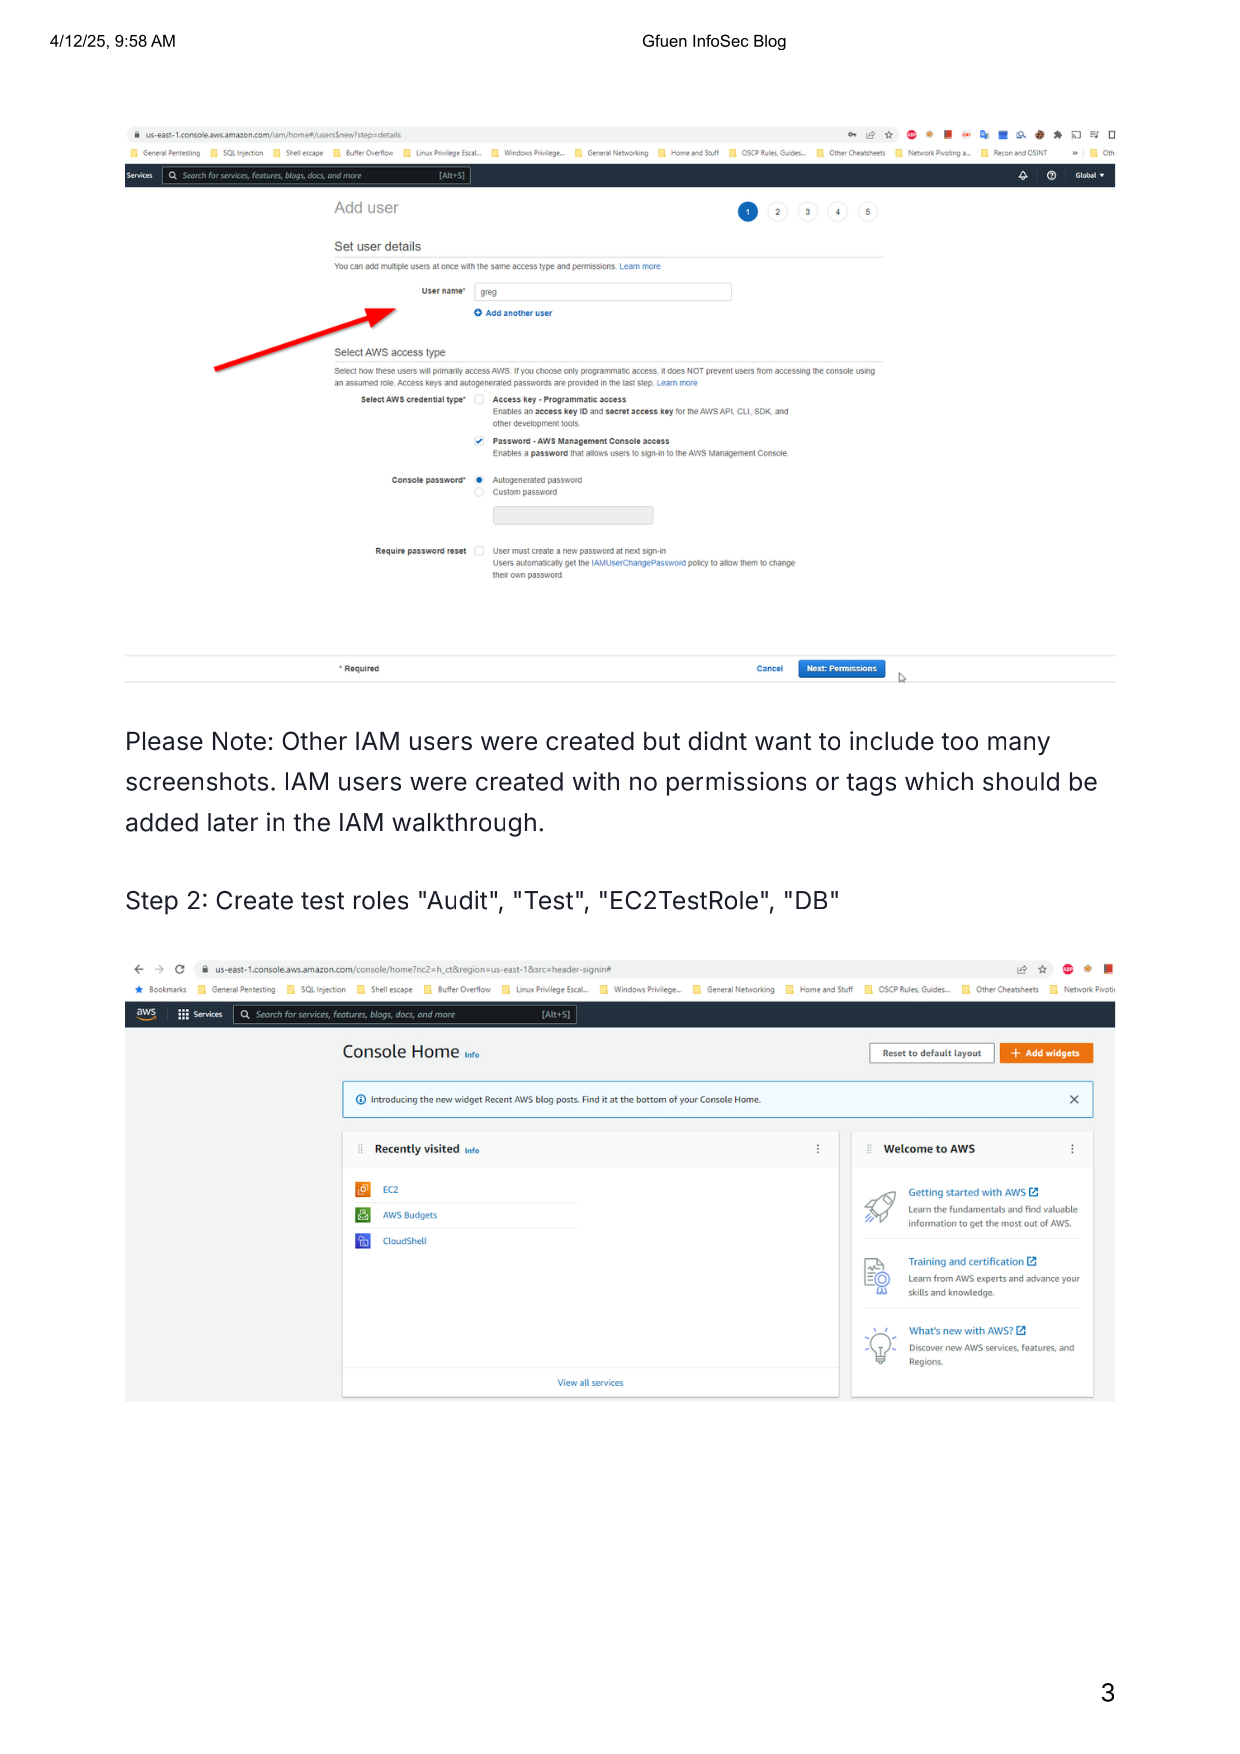 4/12/25, 9:58 AM
Gfuen InfoSec Blog
us-east-1.console.aws.amazon.com/iam/home#/users$new?step=details
General Pentesting SQL Injection Shell escape Buffer Overflow Linux Privilege Escal... Windows Privilege... General Networking Home and Stuff OSCP Rules, Guides... Other Cheatsheets Network Pivoting a... Recon and OSINT » Oth
Services Search for services, features, blogs, docs, and more [Alt+S] Global
Add user
1 2 3 4 5
Set user details
You can add multiple users at once with the same access type and permissions. Learn more
User name* greg
Add another user
Select AWS access type
Select how these users will primarily access AWS. If you choose only programmatic access, it does NOT prevent users from accessing the console using
an assumed role. Access keys and autogenerated passwords are provided in the last step. Learn more
Select AWS credential type* Access key - Programmatic access
Enables an access key ID and secret access key for the AWS API, CLI, SDK, and
other development tools.
Password - AWS Management Console access
Enables a password that allows users to sign-in to the AWS Management Console.
Console password* Autogenerated password
Custom password
Require password reset User must create a new password at next sign-in
Users automatically get the IAMUserChangePassword policy to allow them to change
their own password.
* Required Cancel Next: Permissions
Please Note: Other IAM users were created but didnt want to include too many
screenshots. IAM users were created with no permissions or tags which should be
added later in the IAM walkthrough.
Step 2: Create test roles "Audit", "Test", "EC2TestRole", "DB"
us-east-1.console.aws.amazon.com/console/home?nc2=h_ct&region=us-east-1&src=header-signin#
Bookmarks General Pentesting SQL Injection Shell escape Buffer Overflow Linux Privilege Escal... Windows Privilege... General Networking Home and Stuff OSCP Rules, Guides... Other Cheatsheets Network Pivoti
aws Services Search for services, features, blogs, docs, and more [Alt+S]
Console Home Info
Reset to default layout + Add widgets
Introducing the new widget Recent AWS blog posts. Find it at the bottom of your Console Home.
Recently visited Info
EC2
AWS Budgets
CloudShell
View all services
Welcome to AWS
Getting started with AWS
Learn the fundamentals and find valuable
information to get the most out of AWS.
Training and certification
Learn from AWS experts and advance your
skills and knowledge.
What's new with AWS?
Discover new AWS services, features, and
Regions.
3